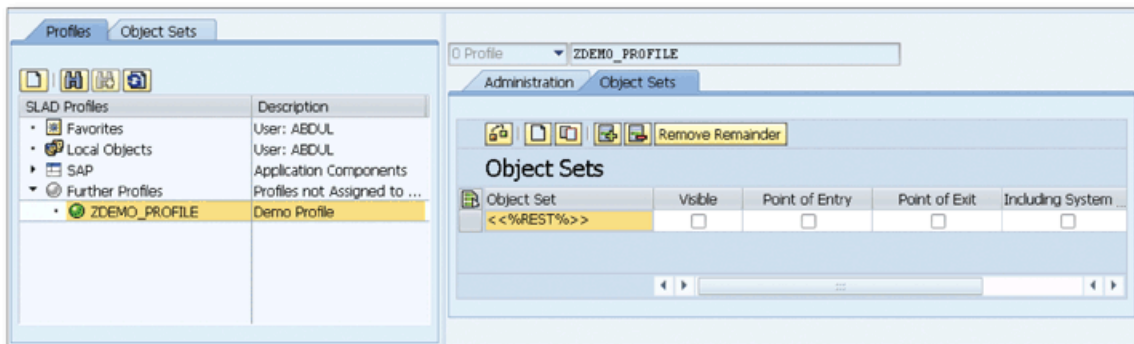 Profiles Object Sets
SLAD Profiles Description
Favorites User: ABDUL
Local Objects User: ABDUL
SAP Application Components
Further Profiles Profiles not Assigned to ...
ZDEMO_PROFILE Demo Profile
0 Profile ZDEMO_PROFILE
Administration Object Sets
Remove Remainder
Object Sets
Object Set Visible Point of Entry Point of Exit Including System ...
<<%REST%>>